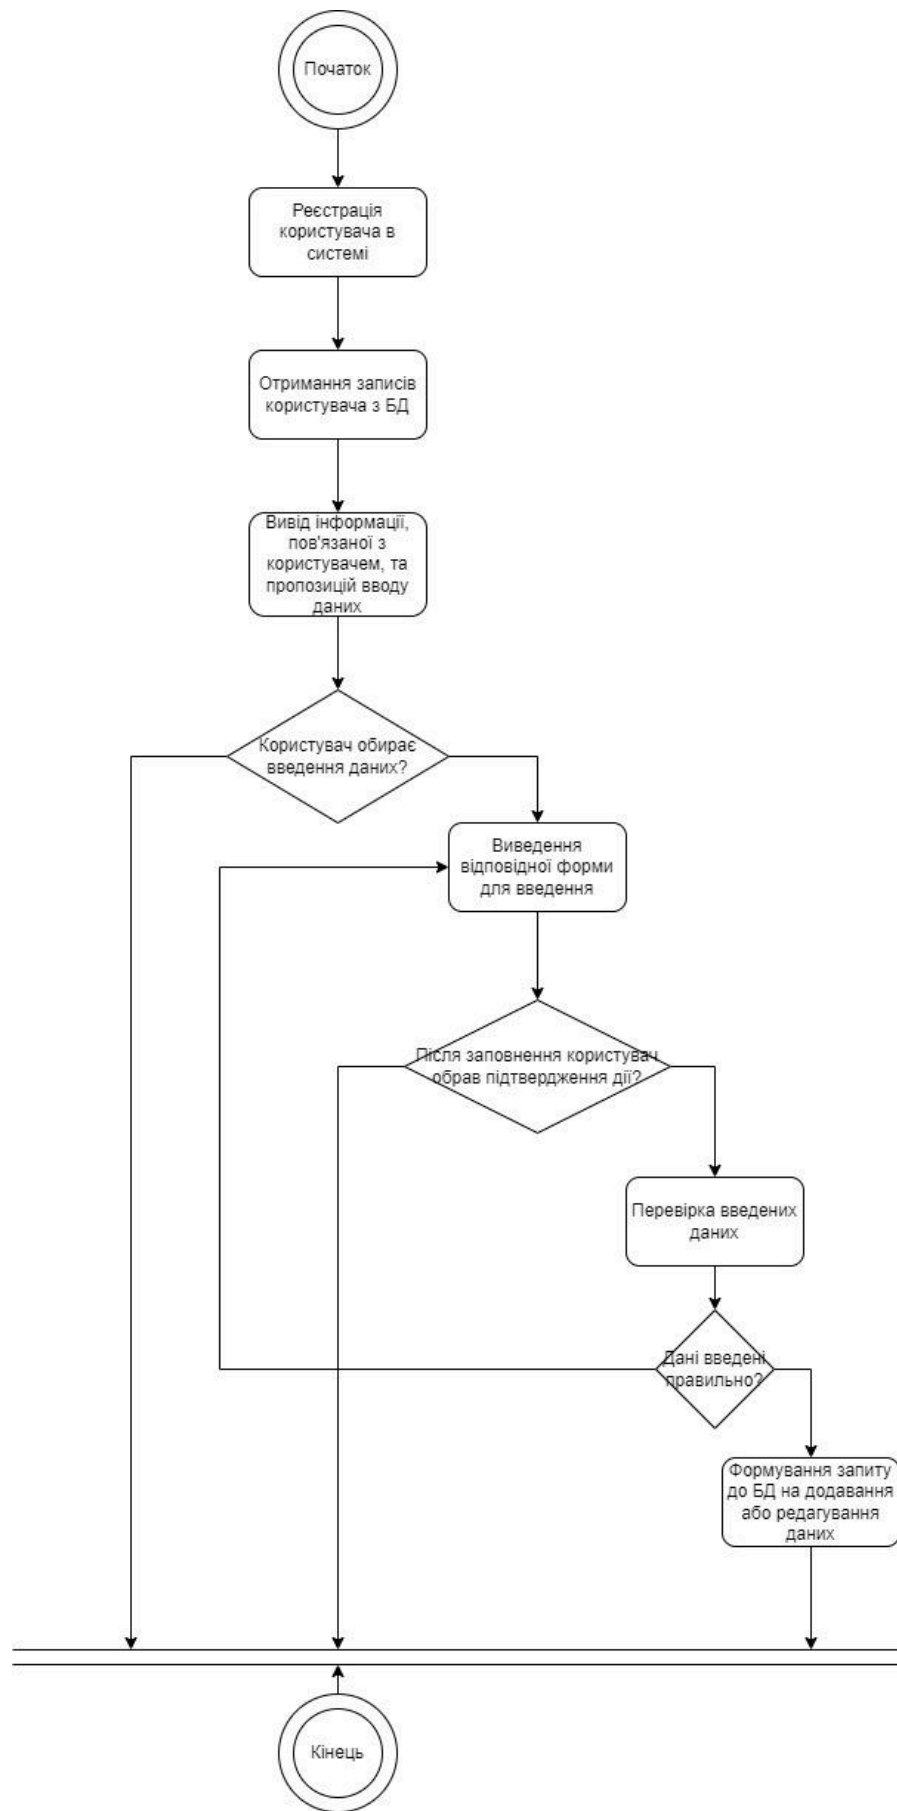 Початок
Реєстрація
користувача в
системі
Отримання записів
користувача з БД
Вивід інформації,
пов'язаної з
користувачем, та
пропозицій вводу
даних
Користувач обирає
введення даних?
Виведення
відповідної форми
для введення
Після заповнення користувач
обрав підтвердження дії?
Перевірка введених
даних
Дані введені
правильно?
Формування запиту
до БД на додавання
або редагування
даних
Кінець